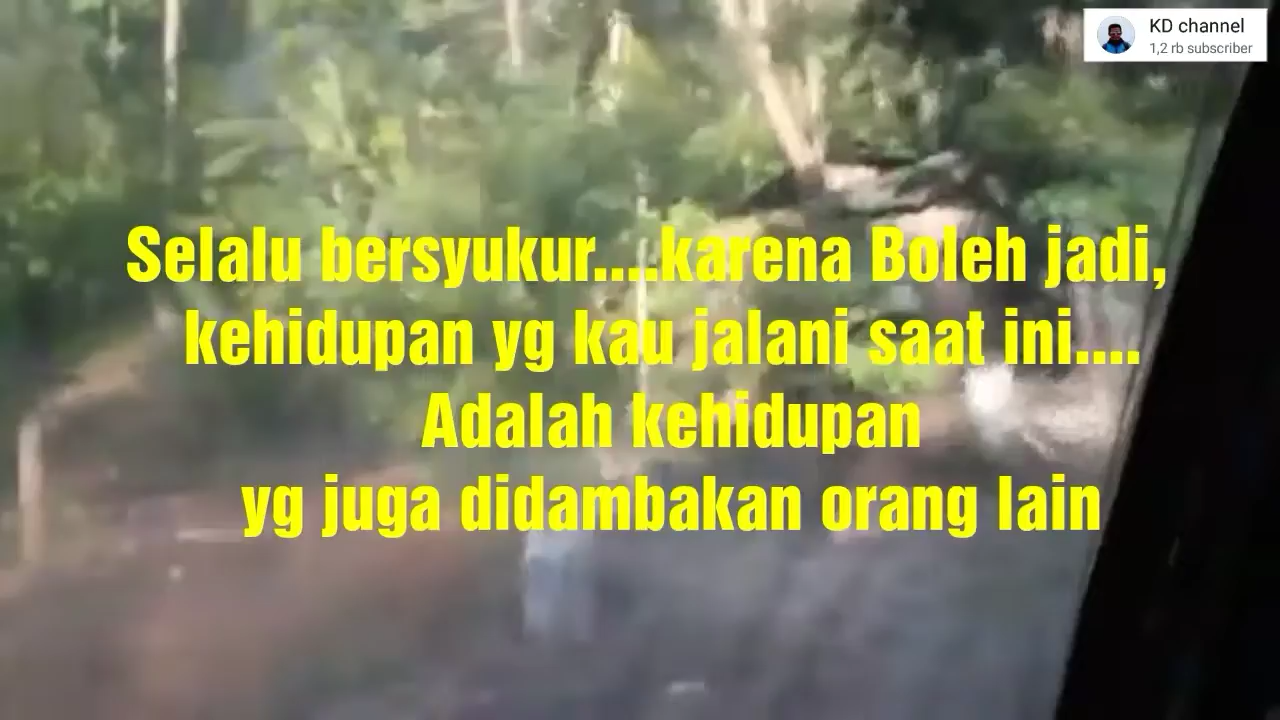 KD channel
1,2 rb subscriber
Selalu bersyukur....karena Boleh jadi,
kehidupan yg kau jalani saat ini....
Adalah kehidupan
yg juga didambakan orang lain